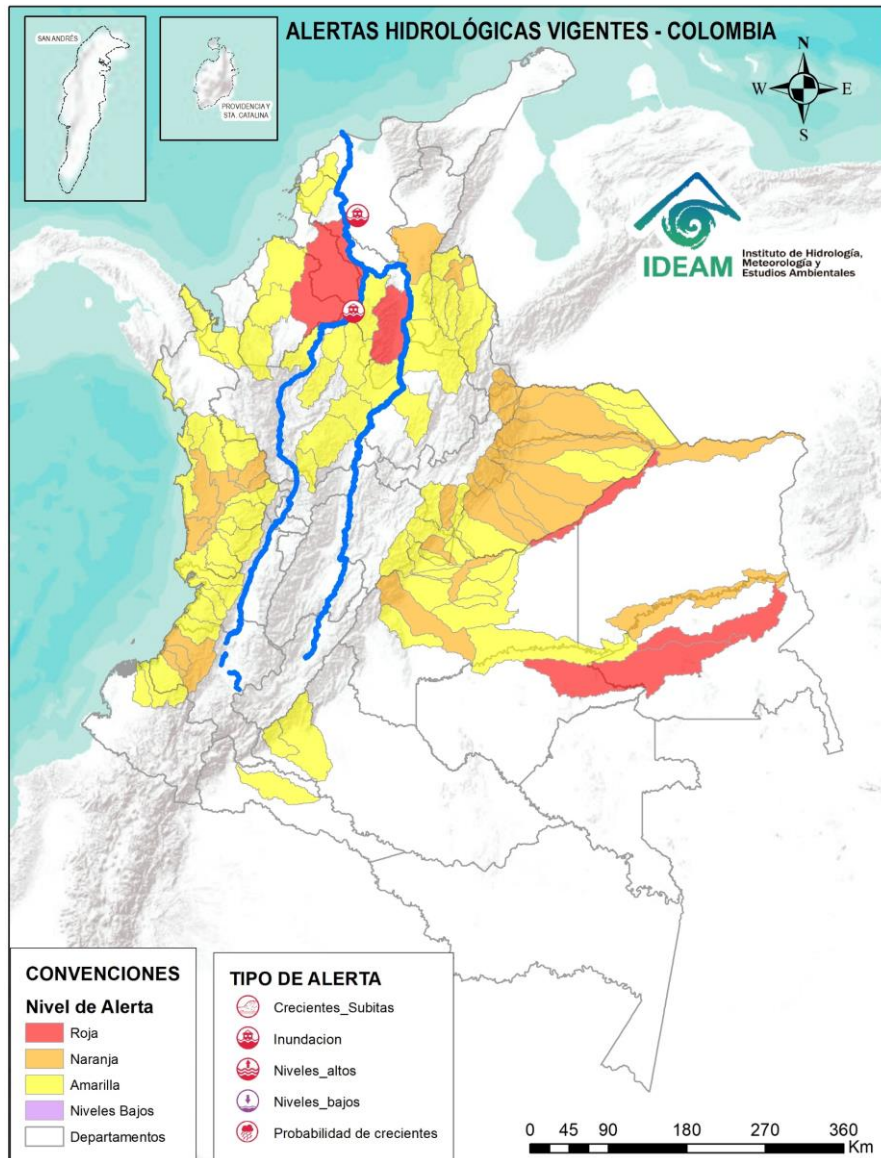 ALERTAS HIDROLÓGICAS VIGENTES - COLOMBIA
SAN ANDRÉS
PROVIDENCIA Y
STA. CATALINA
N
W
E
S
IDEAM
Instituto de Hidrología,
Meteorología y
Estudios Ambientales
CONVENCIONES
Nivel de Alerta
Roja
Naranja
Amarilla
Niveles Bajos
Departamentos
TIPO DE ALERTA
Crecientes_Subitas
Inundacion
Niveles_altos
Niveles_bajos
Probabilidad de crecientes
0 45 90 180 270 360
Km